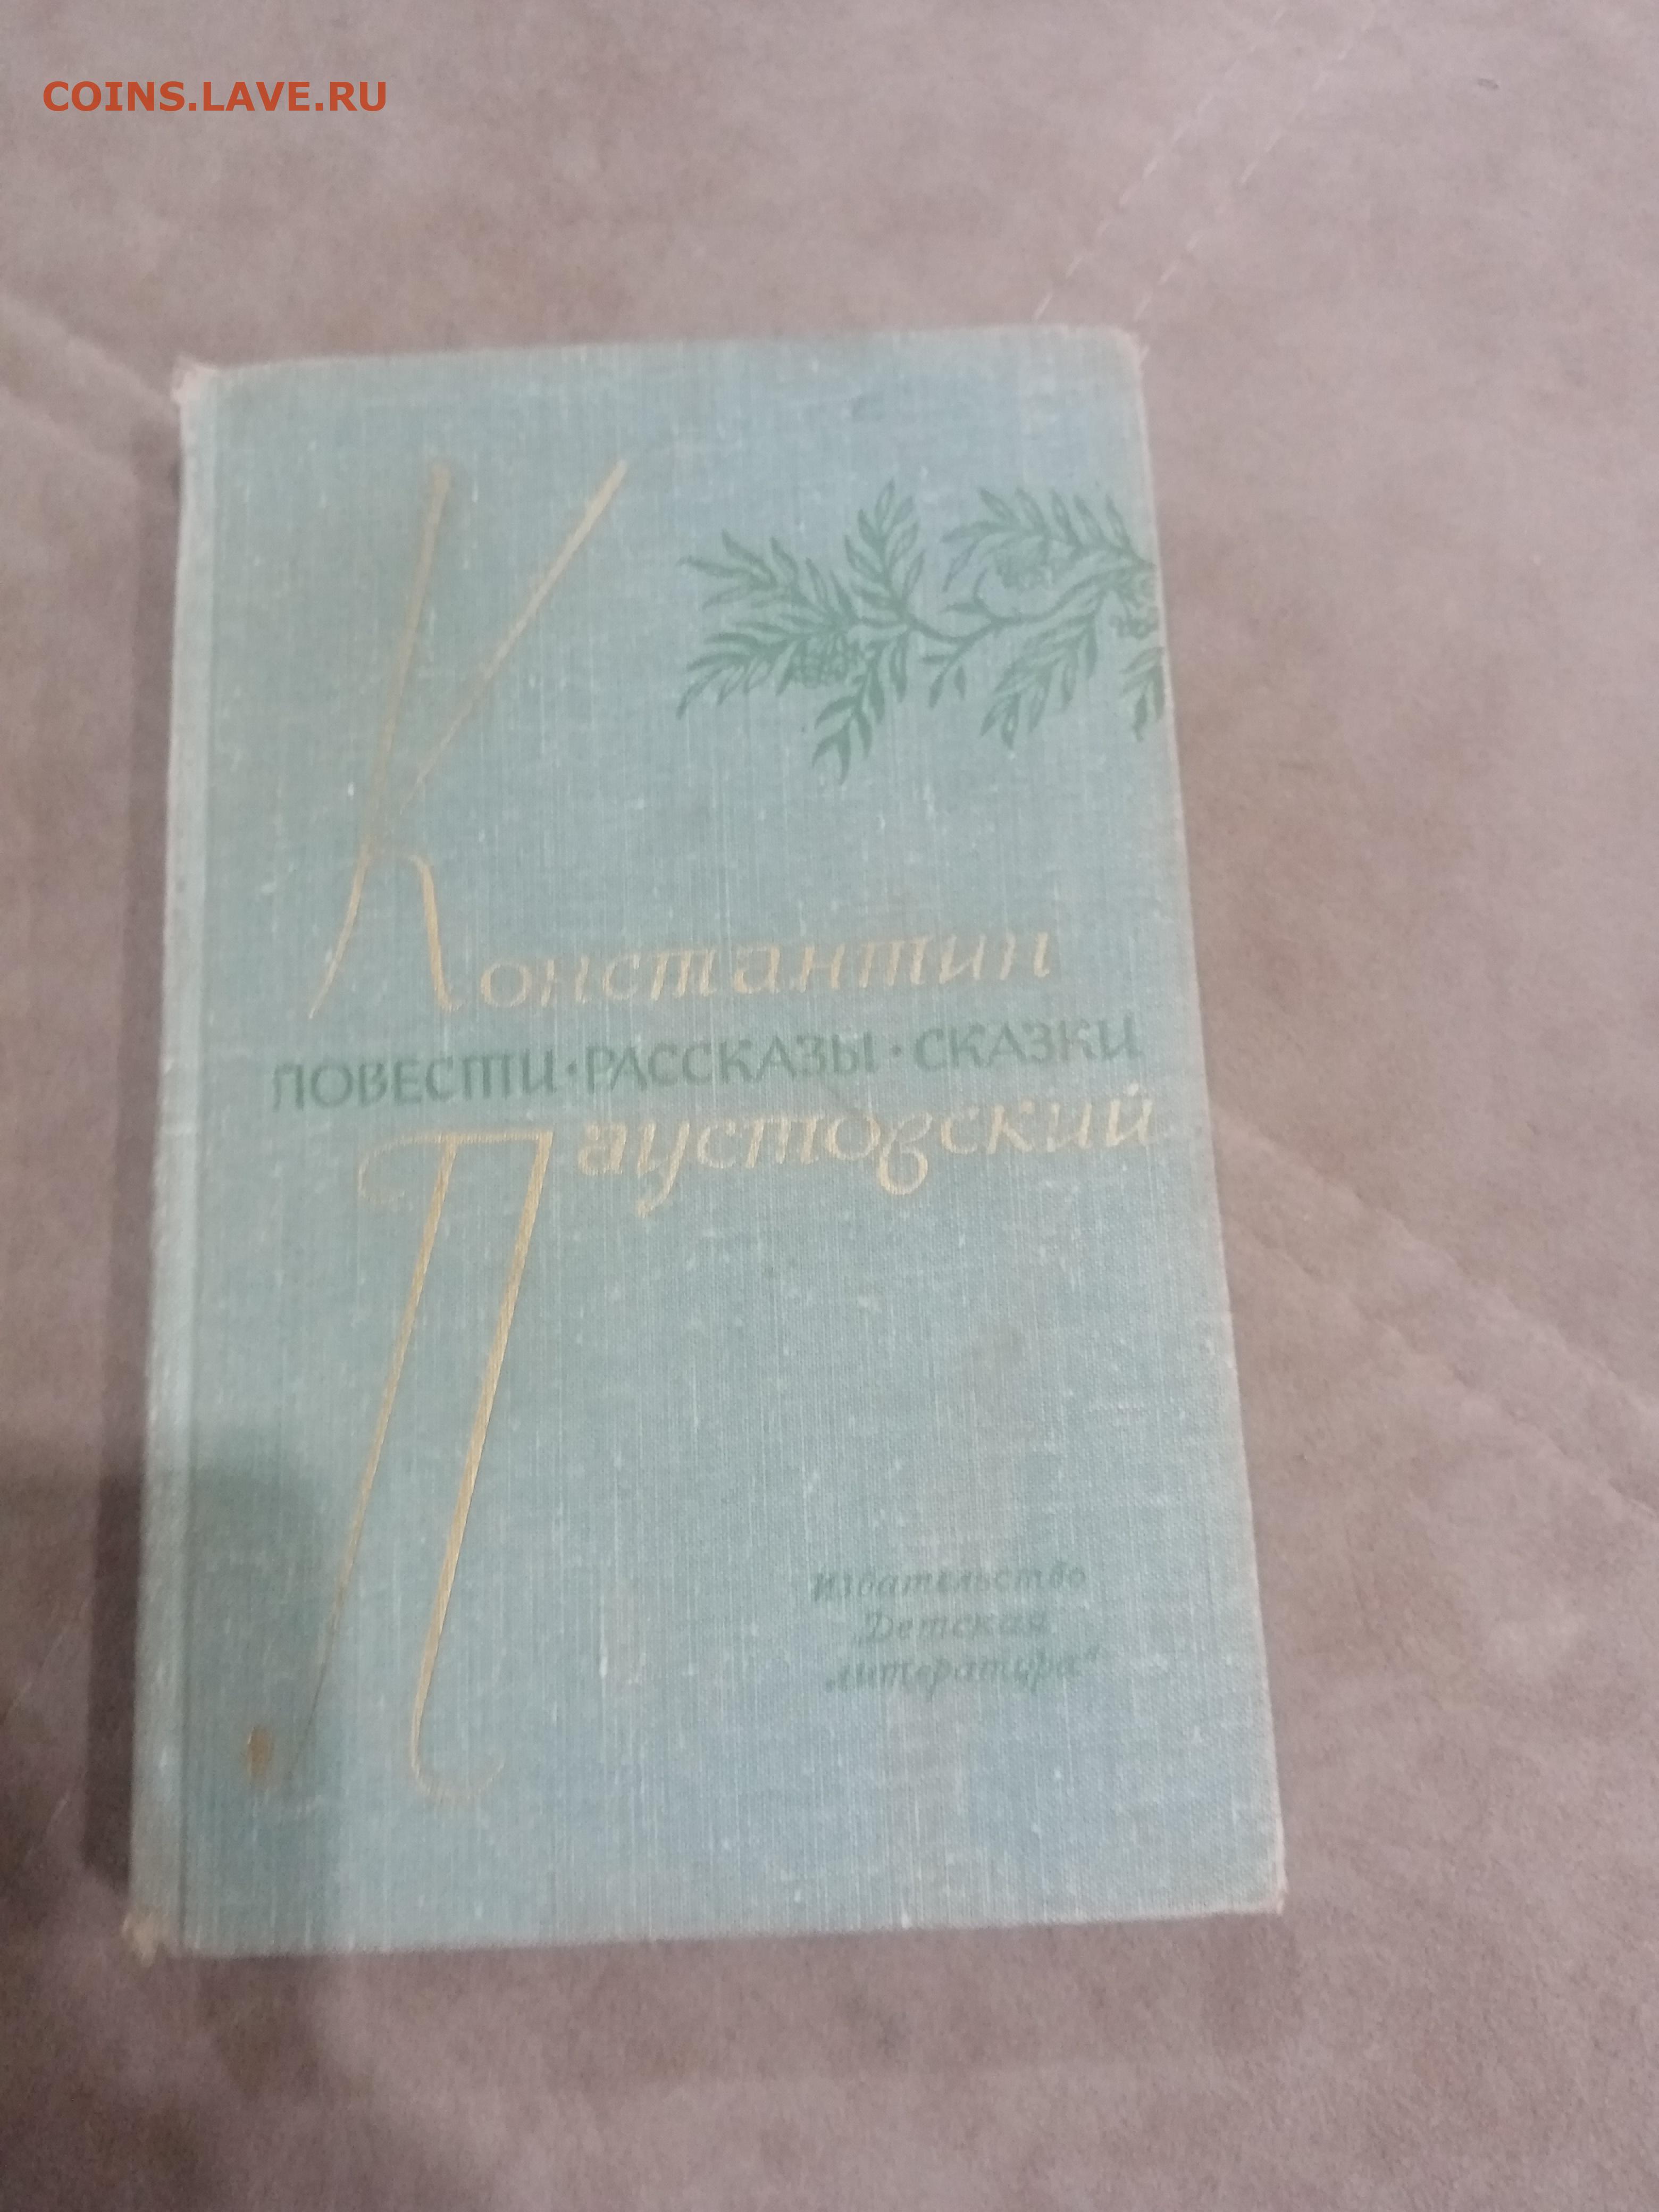 COINS.LAVE.RU
Константин
ПОВЕСТИ·РАССКАЗЫ·СКАЗКИ
Паустовский
Издательство
„Детская
литература“